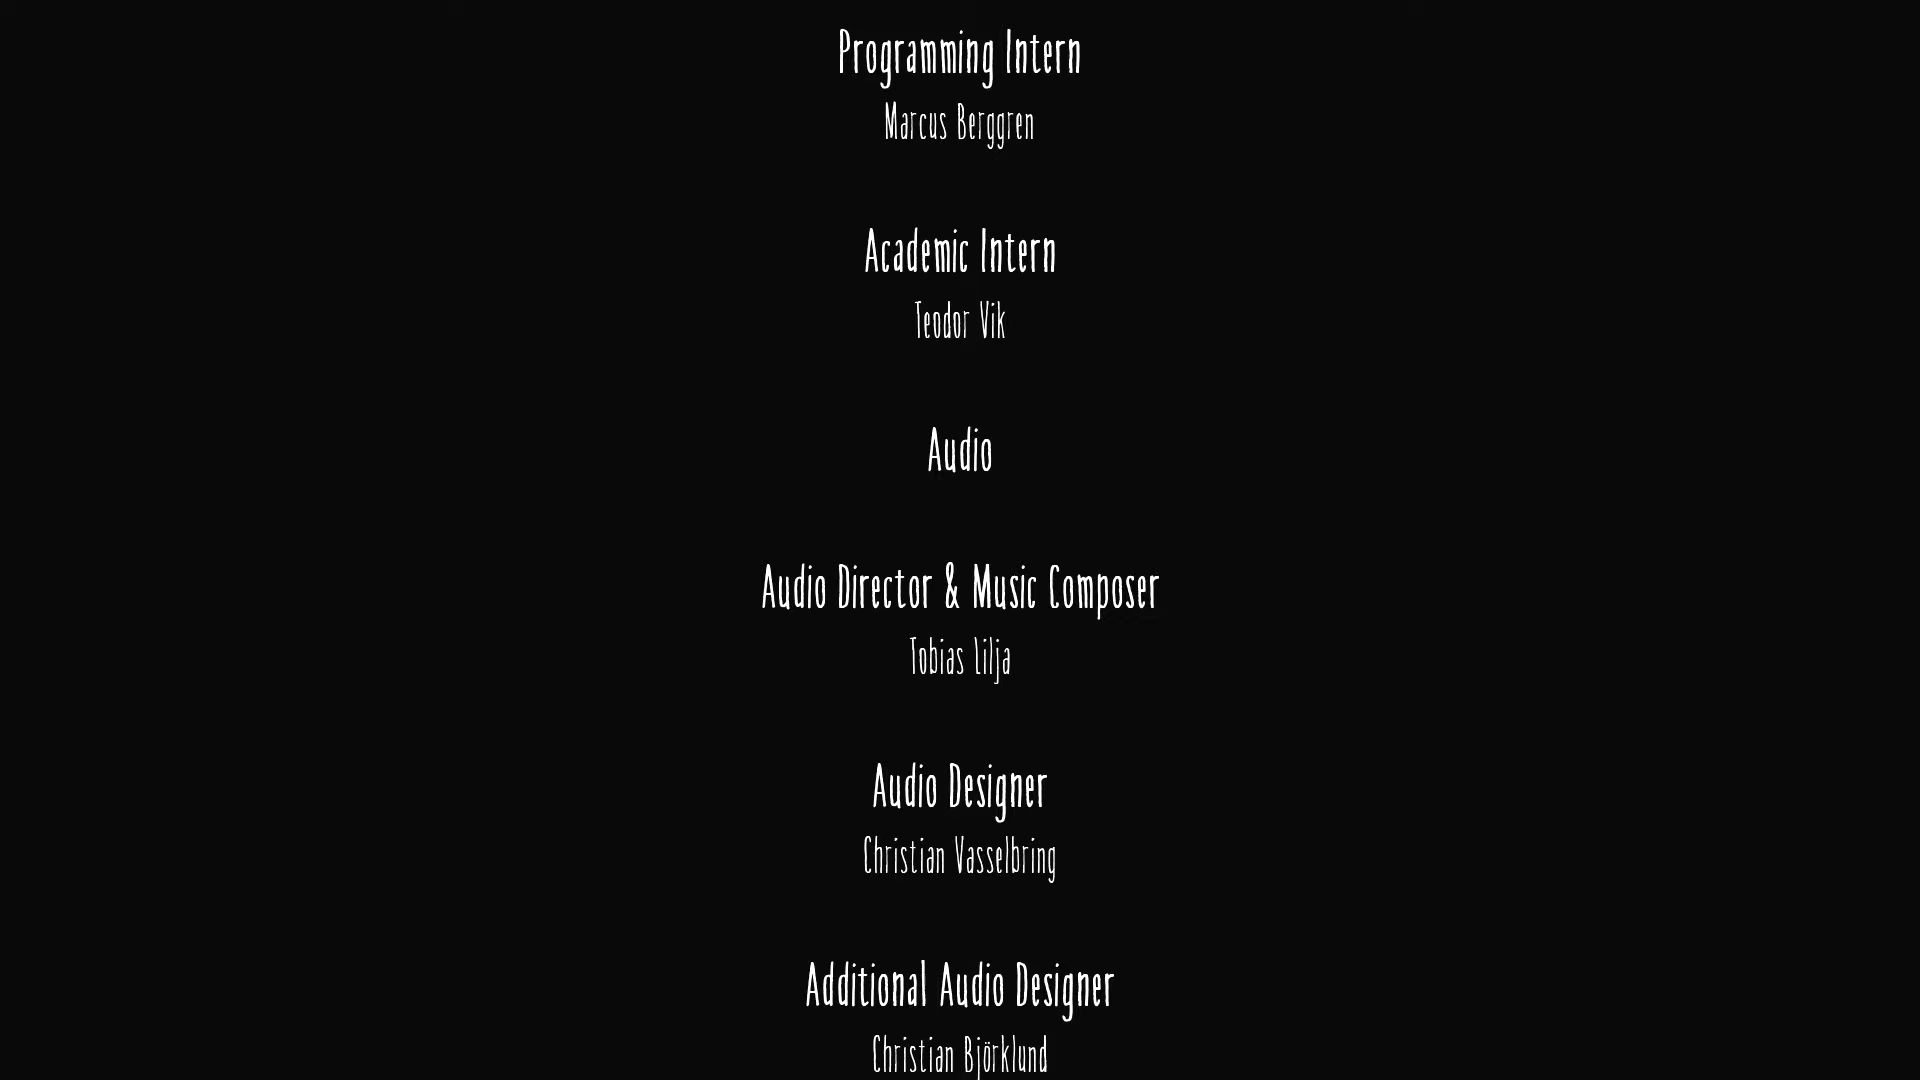 Programming Intern
Marcus Berggren
Academic Intern
Teodor Vik
Audio
Audio Director & Music Composer
Tobias Lilja
Audio Designer
Christian Vasselbring
Additional Audio Designer
Christian Björklund